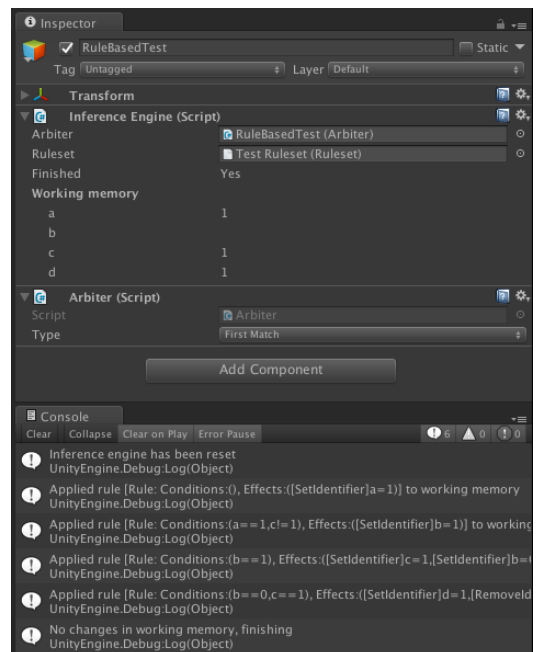 Inspector
RuleBasedTest
Static
Tag Untagged Layer Default
Transform
Inference Engine (Script)
Arbiter RuleBasedTest (Arbiter)
Ruleset Test Ruleset (Ruleset)
Finished Yes
Working memory
a 1
b
c 1
d 1
Arbiter (Script)
Script Arbiter
Type First Match
Add Component
Console
Clear Collapse Clear on Play Error Pause 6 0 0
Inference engine has been reset
UnityEngine.Debug:Log(Object)
Applied rule [Rule: Conditions:(), Effects:([SetIdentifier]a=1)] to working memory
UnityEngine.Debug:Log(Object)
Applied rule [Rule: Conditions:(a==1,c!=1), Effects:([SetIdentifier]b=1)] to working
UnityEngine.Debug:Log(Object)
Applied rule [Rule: Conditions:(b==1), Effects:([SetIdentifier]c=1,[SetIdentifier]b=
UnityEngine.Debug:Log(Object)
Applied rule [Rule: Conditions:(b==0,c==1), Effects:([SetIdentifier]d=1,[RemoveId
UnityEngine.Debug:Log(Object)
No changes in working memory, finishing
UnityEngine.Debug:Log(Object)